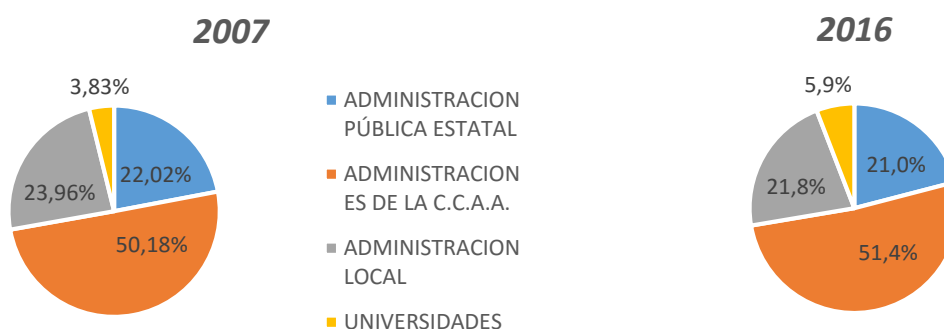 2007
3,83%
22,02%
23,96%
50,18%
ADMINISTRACION
PÚBLICA ESTATAL
ADMINISTRACION
ES DE LA C.C.A.A.
ADMINISTRACION
LOCAL
UNIVERSIDADES
2016
5,9%
21,0%
21,8%
51,4%